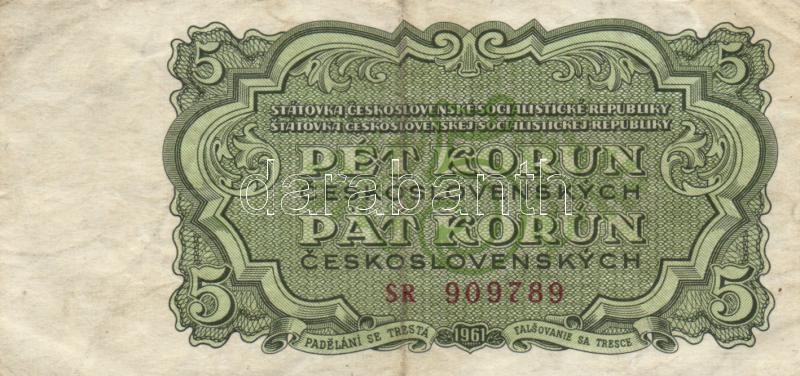 5 5
STÁTOVKA ČESKOSLOVENSKÉ SOCIALISTICKÉ REPUBLIKY
ŠTÁTOVKA ČESKOSLOVENSKEJ SOCIALISTICKEJ REPUBLIKY
PĚT KORUN
ČESKOSLOVENSKÝCH
darabanth
PÄŤ KORÚN
ČESKOSLOVENSKÝCH
5 5
SR 909789
PADĚLÁNÍ SE TRESTÁ 1961 FALŠOVANIE SA TRESCE